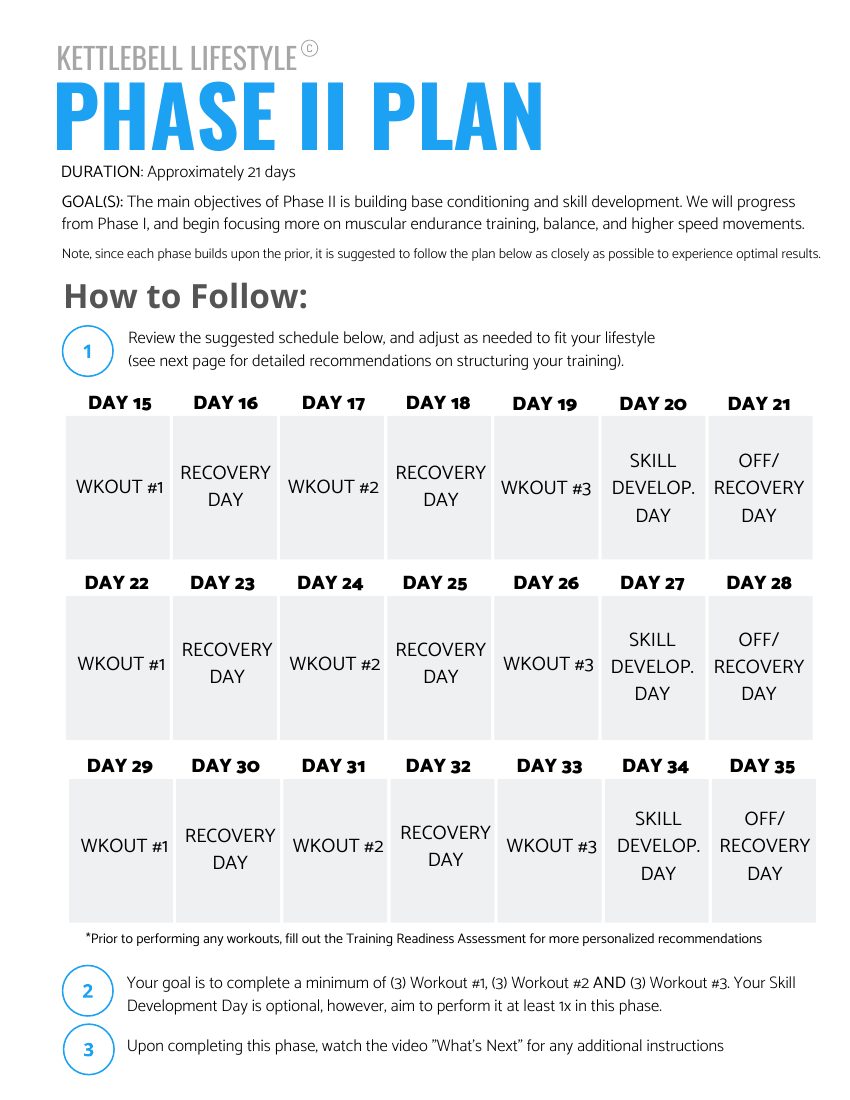 KETTLEBELL LIFESTYLE ©
PHASE II PLAN
DURATION: Approximately 21 days
GOAL(S): The main objectives of Phase II is building base conditioning and skill development. We will progress
from Phase I, and begin focusing more on muscular endurance training, balance, and higher speed movements.
Note, since each phase builds upon the prior, it is suggested to follow the plan below as closely as possible to experience optimal results.
How to Follow:
1
Review the suggested schedule below, and adjust as needed to fit your lifestyle
(see next page for detailed recommendations on structuring your training).
DAY 15 DAY 16 DAY 17 DAY 18 DAY 19 DAY 20 DAY 21
WKOUT #1
RECOVERY
DAY
WKOUT #2
RECOVERY
DAY
WKOUT #3
SKILL
DEVELOP.
DAY
OFF/
RECOVERY
DAY
DAY 22 DAY 23 DAY 24 DAY 25 DAY 26 DAY 27 DAY 28
WKOUT #1
RECOVERY
DAY
WKOUT #2
RECOVERY
DAY
WKOUT #3
SKILL
DEVELOP.
DAY
OFF/
RECOVERY
DAY
DAY 29 DAY 30 DAY 31 DAY 32 DAY 33 DAY 34 DAY 35
WKOUT #1
RECOVERY
DAY
WKOUT #2
RECOVERY
DAY
WKOUT #3
SKILL
DEVELOP.
DAY
OFF/
RECOVERY
DAY
*Prior to performing any workouts, fill out the Training Readiness Assessment for more personalized recommendations
2
Your goal is to complete a minimum of (3) Workout #1, (3) Workout #2 AND (3) Workout #3. Your Skill
Development Day is optional, however, aim to perform it at least 1x in this phase.
3
Upon completing this phase, watch the video "What's Next" for any additional instructions